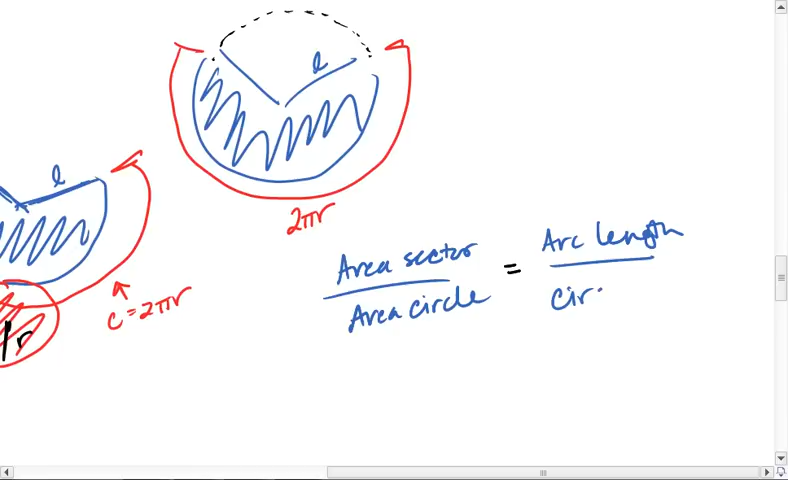 l
l
2πr
C = 2πr
r
Area sector
Area circle
=
Arc length
cir